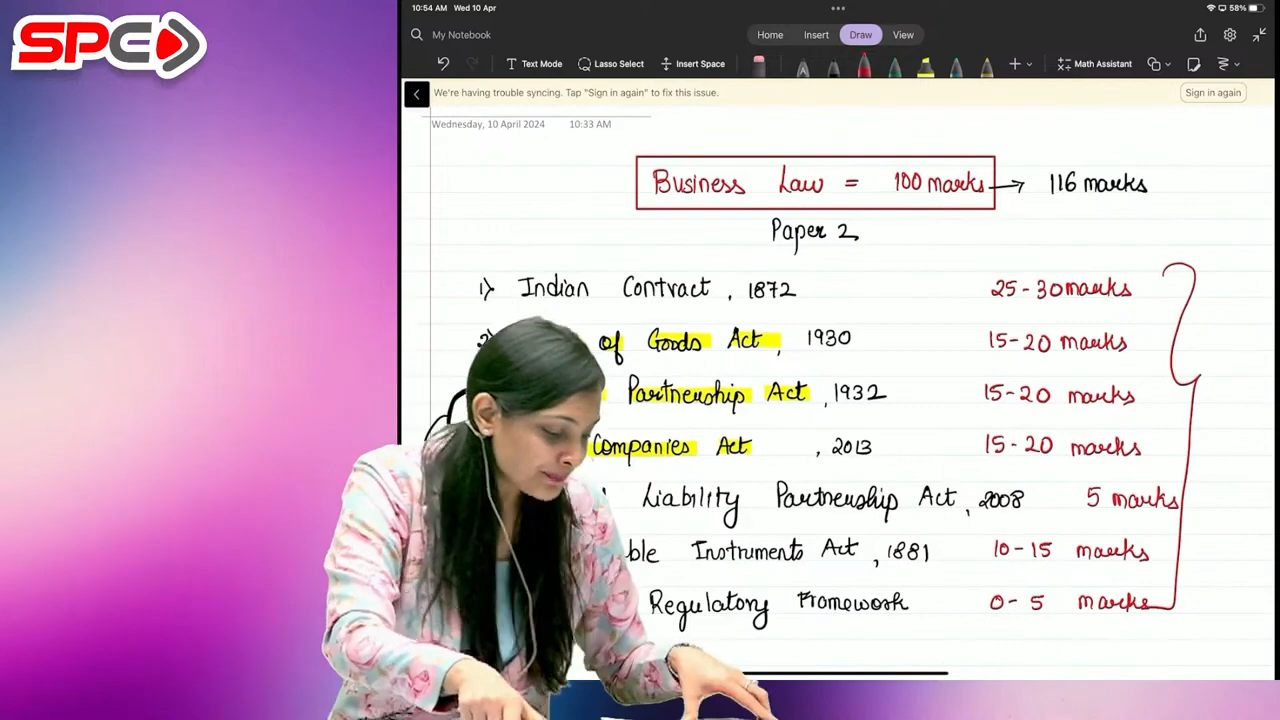 SPC
10:54 AM Wed 10 Apr
58%
My Notebook
Home Insert Draw View
Text Mode Lasso Select Insert Space Math Assistant
We're having trouble syncing. Tap "Sign in again" to fix this issue.
Sign in again
Wednesday, 10 April 2024 10:33 AM
Business Law = 100 marks → 116 marks
Paper 2
1) Indian Contract, 1872 25-30 marks
of Goods Act, 1930 15-20 marks
Partnership Act, 1932 15-20 marks
Companies Act, 2013 15-20 marks
Liability Partnership Act, 2008 5 marks
ble Instruments Act, 1881 10-15 marks
Regulatory Framework 0-5 marks